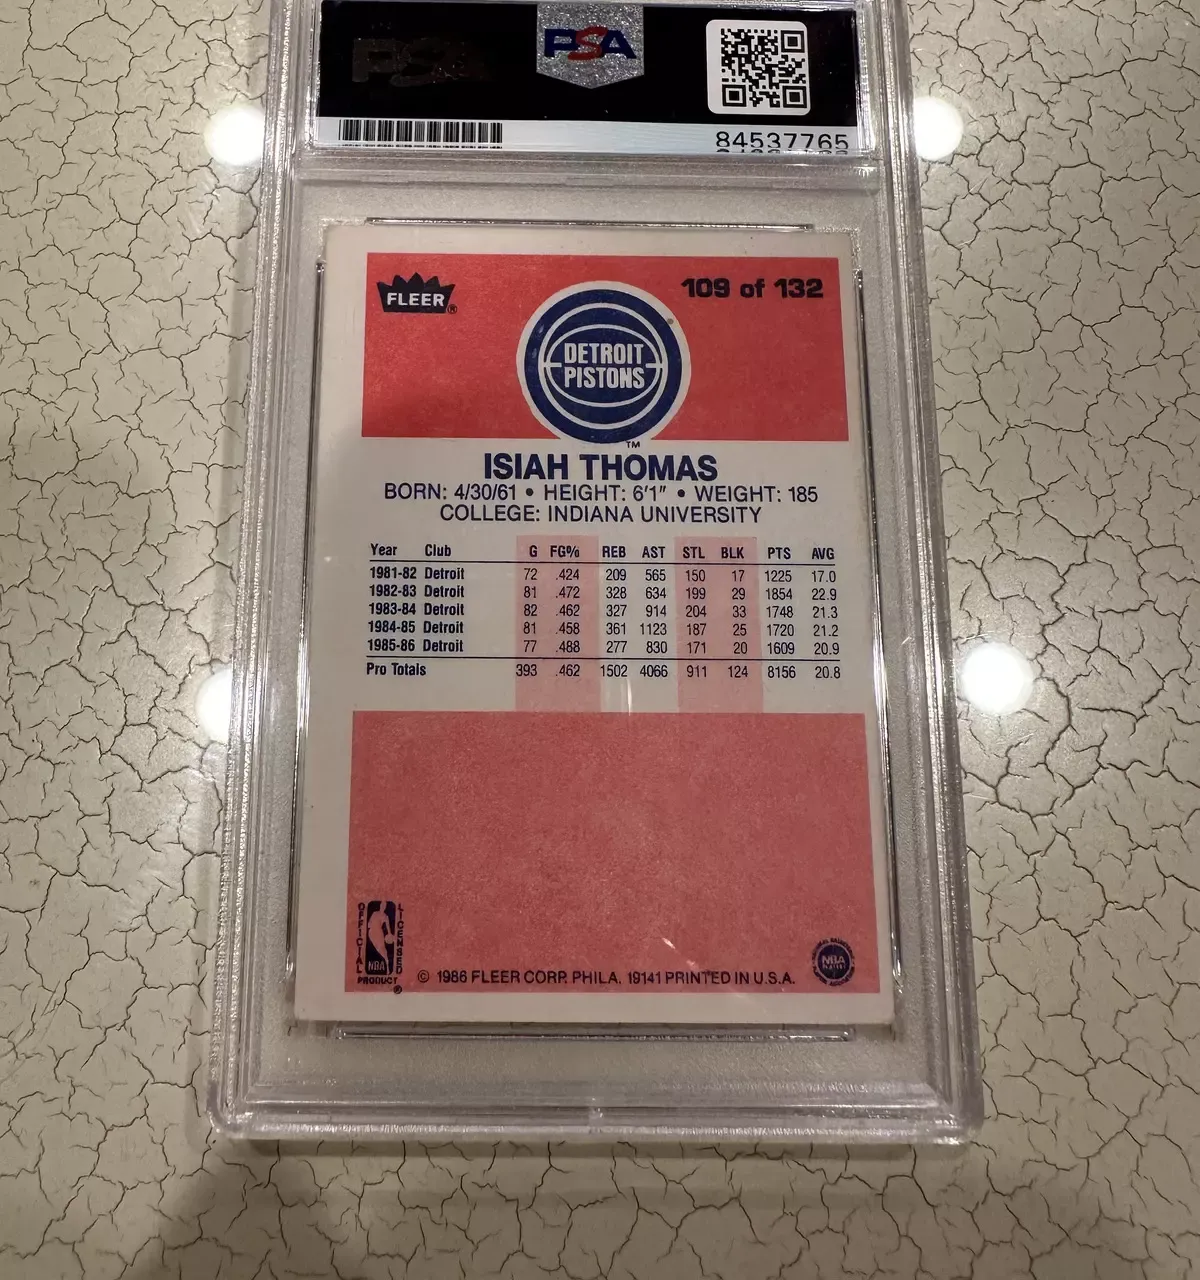 PSA
84537765
FLEER®
109 of 132
DETROIT
PISTONS
TM
ISIAH THOMAS
BORN: 4/30/61 • HEIGHT: 6'1" • WEIGHT: 185
COLLEGE: INDIANA UNIVERSITY
Year Club G FG% REB AST STL BLK PTS AVG
1981-82 Detroit 72 .424 209 565 150 17 1225 17.0
1982-83 Detroit 81 .472 328 634 199 29 1854 22.9
1983-84 Detroit 82 .462 327 914 204 33 1748 21.3
1984-85 Detroit 81 .458 361 1123 187 25 1720 21.2
1985-86 Detroit 77 .488 277 830 171 20 1609 20.9
Pro Totals 393 .462 1502 4066 911 124 8156 20.8
OFFICIAL
LICENSED
NBA
PRODUCT ®
© 1986 FLEER CORP. PHILA. 19141 PRINTED IN U.S.A.
NBA
PLAYERS